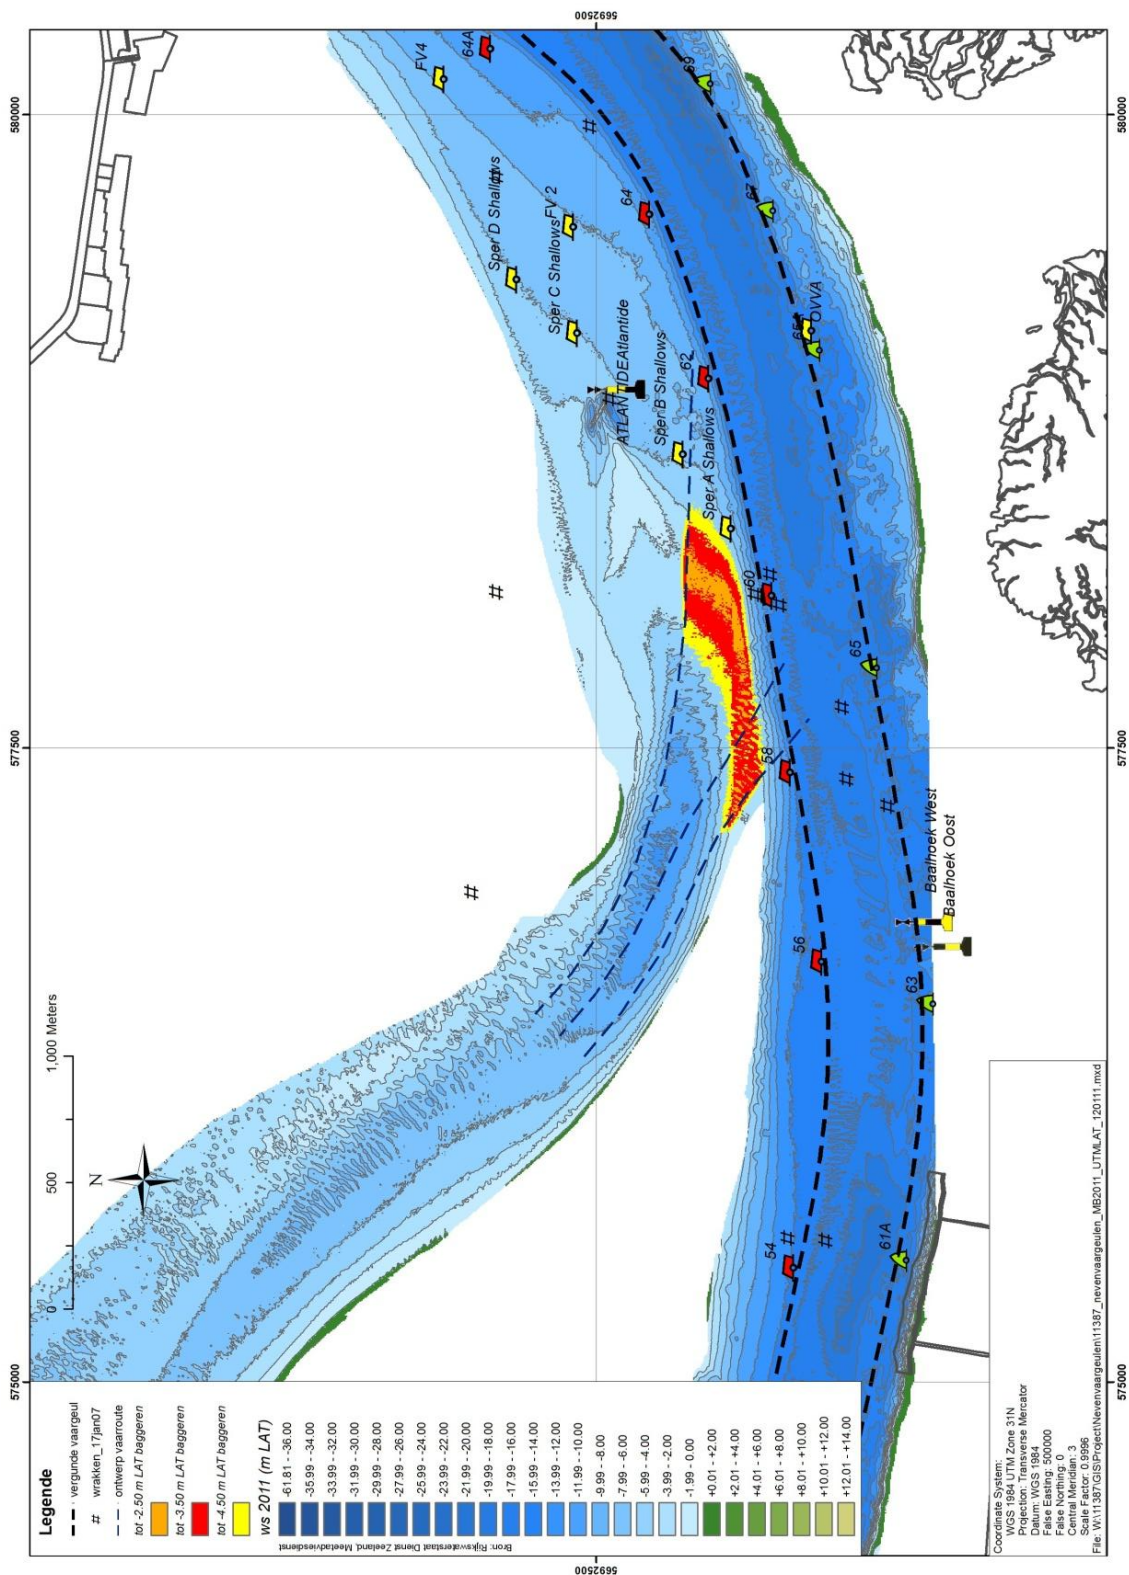 5692500
580000
577500
575000
FV4
64A
69
Sper D Shallows
Sper C Shallows
FV 2
64
67
ATLANTIDE
Atlantide
Sper B Shallows
62
OVVA
Sper A Shallows
60
65
58
56
Baalhoek West
Baalhoek Oost
63
54
61A
N
0
500
1,000 Meters
Legende
vergunde vaargeul
# wrakken_17jan07
ontwerp vaarroute
tot -2.50 m LAT baggeren
tot -3.50 m LAT baggeren
tot -4.50 m LAT baggeren
ws 2011 (m LAT)
-61.81 - -36.00
-35.99 - -34.00
-33.99 - -32.00
-31.99 - -30.00
-29.99 - -28.00
-27.99 - -26.00
-25.99 - -24.00
-23.99 - -22.00
-21.99 - -20.00
-19.99 - -18.00
-17.99 - -16.00
-15.99 - -14.00
-13.99 - -12.00
-11.99 - -10.00
-9.99 - -8.00
-7.99 - -6.00
-5.99 - -4.00
-3.99 - -2.00
-1.99 - 0.00
+0.01 - +2.00
+2.01 - +4.00
+4.01 - +6.00
+6.01 - +8.00
+8.01 - +10.00
+10.01 - +12.00
+12.01 - +14.00
Bron: Rijkswaterstaat Dienst Zeeland, Meetadviesdienst
Coordinate System:
WGS 1984 UTM Zone 31N
Projection: Transverse Mercator
Datum: WGS 1984
False Easting: 500000
False Northing: 0
Central Meridian: 3
Scale Factor: 0.9996
File: W:\11387\GIS\Project\Nevenvaargeulen\11387_nevenvaargeulen_MB2011_UTMLAT_120111.mxd
5692500
580000
577500
575000